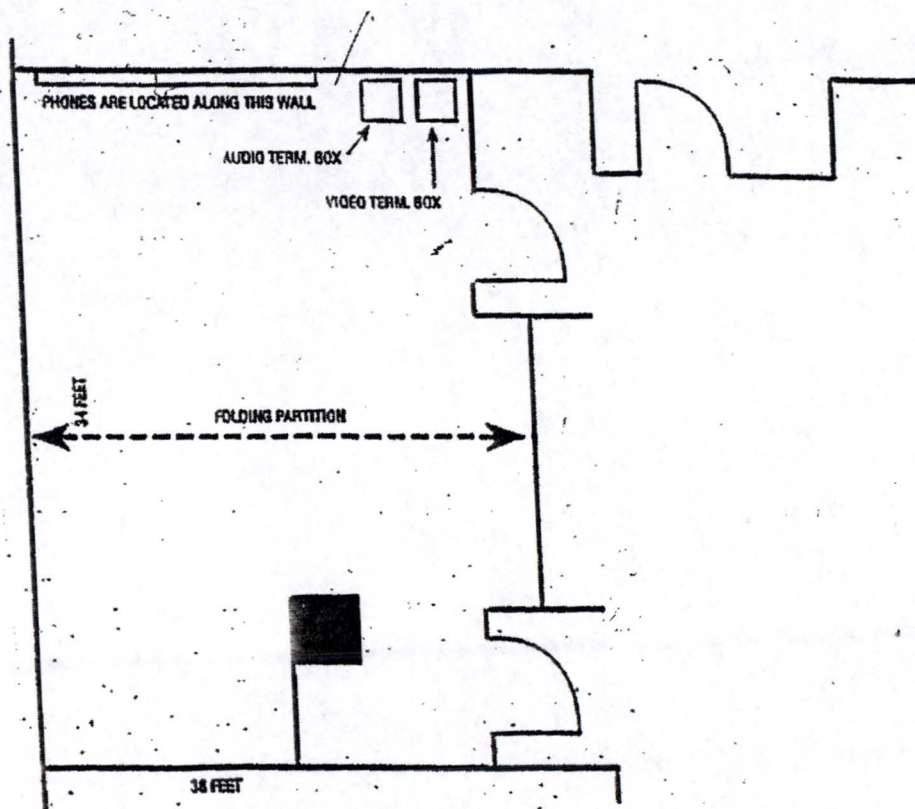 PHONES ARE LOCATED ALONG THIS WALL
AUDIO TERM. BOX
VIDEO TERM. BOX
34 FEET
FOLDING PARTITION
38 FEET